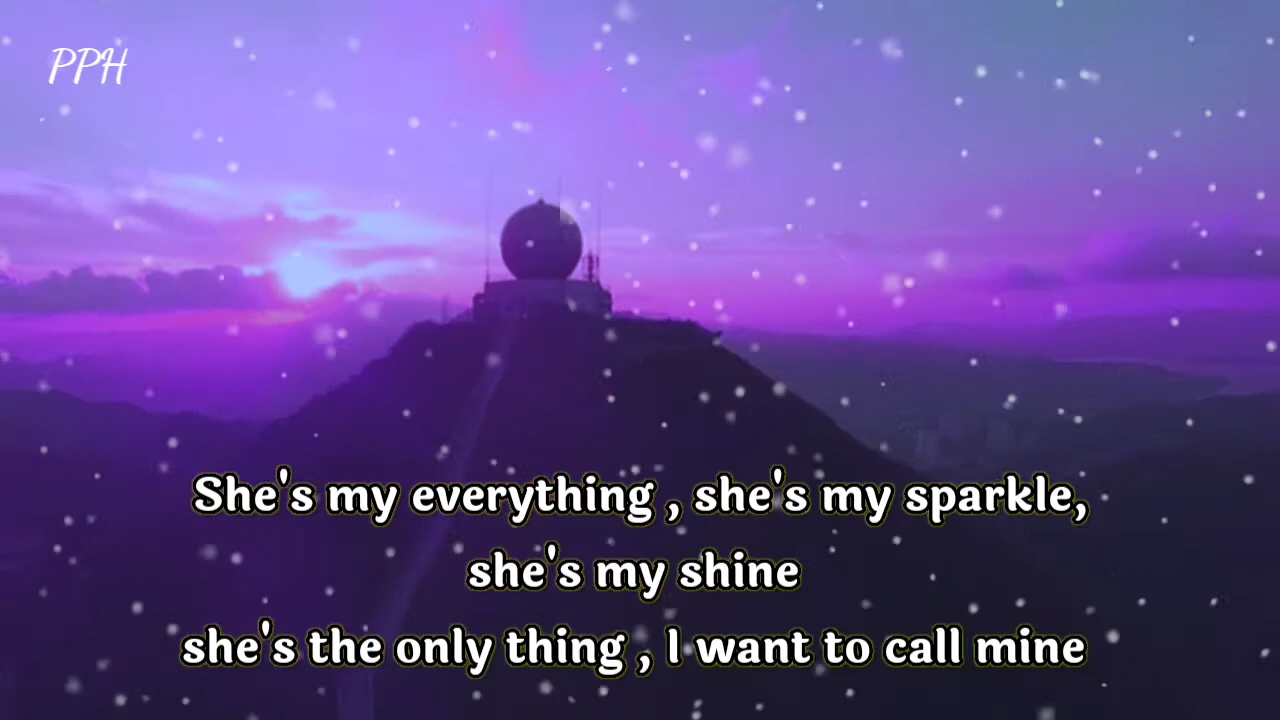 PPH
She's my everything , she's my sparkle,
she's my shine
she's the only thing , I want to call mine